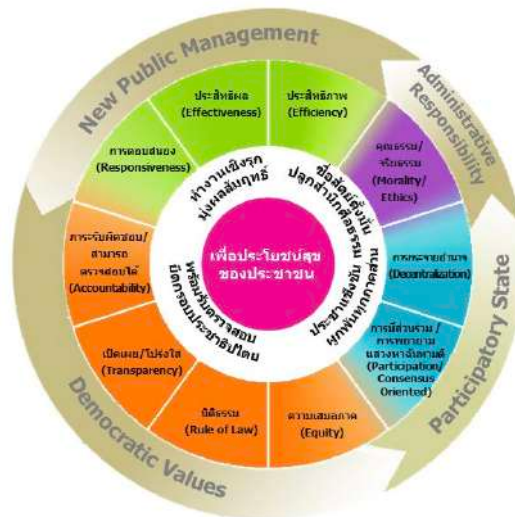 New Public Management
Administrative
Responsibility
Participatory State
Democratic Values
ประสิทธิผล
(Effectiveness)
ประสิทธิภาพ
(Efficiency)
คุณธรรม/
จริยธรรม
(Morality/
Ethics)
การกระจายอำนาจ
(Decentralization)
การมีส่วนร่วม /
การพยายาม
แสวงหาฉันทามติ
(Participation/
Consensus
Oriented)
ความเสมอภาค
(Equity)
นิติธรรม
(Rule of Law)
เปิดเผย/โปร่งใส
(Transparency)
ภาระรับผิดชอบ/
สามารถ
ตรวจสอบได้
(Accountability)
การตอบสนอง
(Responsiveness)
ทำงานเชิงรุก
มุ่งผลสัมฤทธิ์
ซื่อสัตย์ตั้งมั่น
ปลุกสำนึกศีลธรรม
ประชาแข็งขัน
ผูกพันทุกภาคส่วน
พร้อมรับตรวจสอบ
ยึดกรอบประชาธิปไตย
เพื่อประโยชน์สุข
ของประชาชน